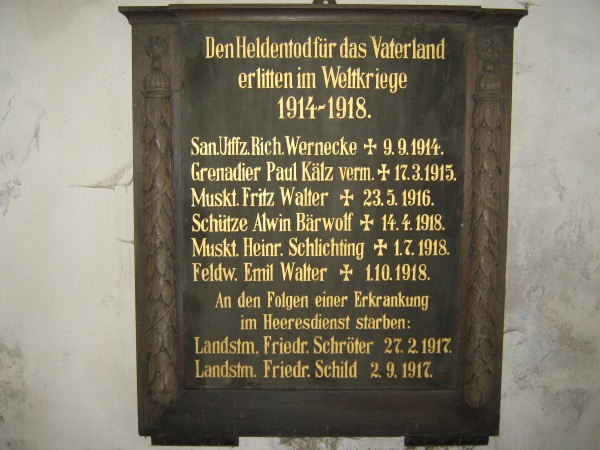 Den Heldentod für das Vaterland
erlitten im Weltkriege
1914-1918.
San. Utffz. Rich. Wernecke ✠ 9. 9. 1914.
Grenadier Paul Kätz verm. ✠ 17. 3. 1915.
Muskt. Fritz Walter ✠ 23. 5. 1916.
Schütze Alwin Bärwolf ✠ 14. 4. 1918.
Muskt. Heinr. Schlichting ✠ 1. 7. 1918.
Feldw. Emil Walter ✠ 1.10. 1918.
An den Folgen einer Erkrankung
im Heeresdienst starben:
Landstm. Friedr. Schröter 27. 2. 1917.
Landstm. Friedr. Schild 2. 9. 1917.